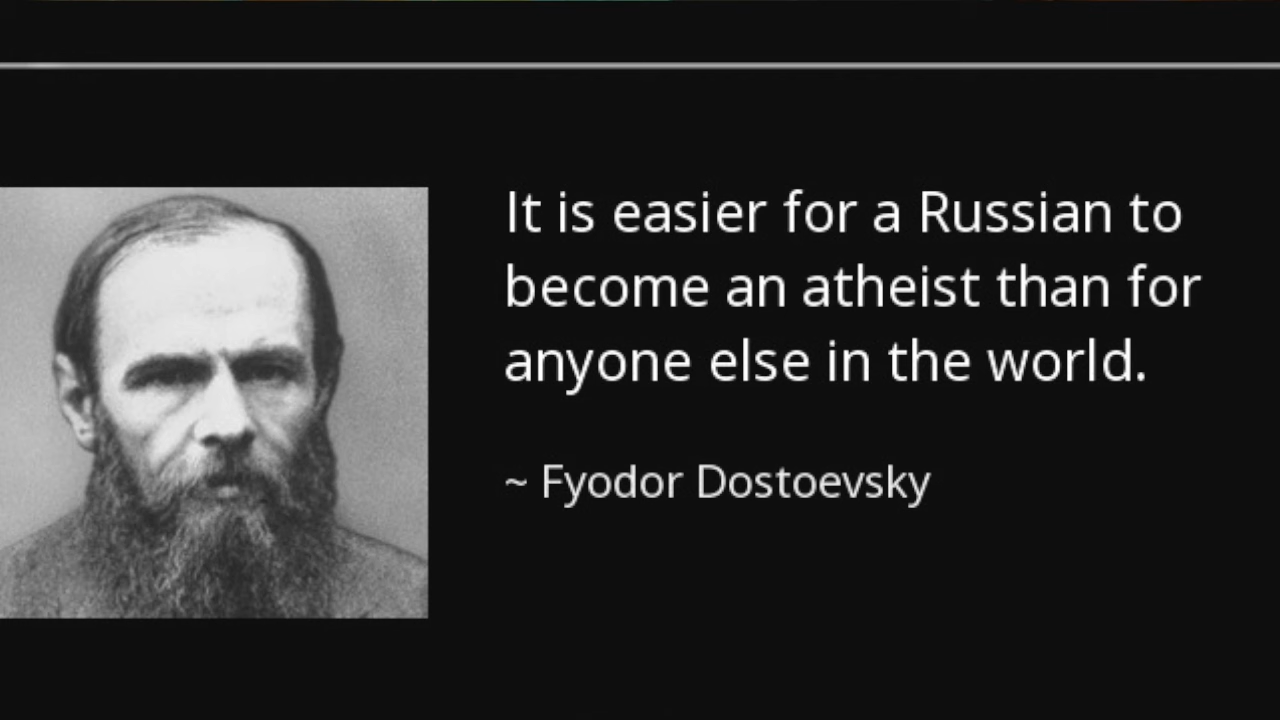 It is easier for a Russian to
become an atheist than for
anyone else in the world.
~ Fyodor Dostoevsky